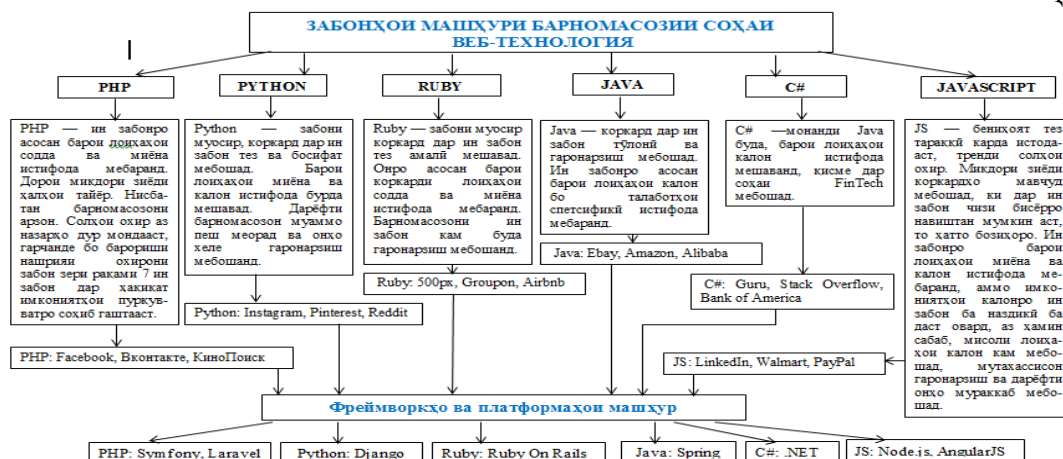 ЗАБОНҲОИ МАШҲУРИ БАРНОМАСОЗИИ СОҲАИ
ВЕБ-ТЕХНОЛОГИЯ
PHP
PYTHON
RUBY
JAVA
C#
JAVASCRIPT
PHP — ин забонро
асосан барои лоиҳаҳои
содда ва миёна
истифода мебаранд.
Дорои микдори зиёди
ҳалҳои тайёр. Нисба-
тан барномасозони
арзон. Солҳои охир аз
назарҳо дур мондааст,
гарчанде бо барориши
нашрияи охирони
забон зери раками 7 ин
забон дар ҳакикат
имкониятҳои пуркув-
ватро соҳиб гаштааст.
Python — забони
муосир, коркард дар ин
забон тез ва босифат
мебошад. Барои
лоиҳаҳои миёна ва
калон истифода бурда
мешавад. Дарёфти
барномасозон муаммо
пеш меорад ва онҳо
хеле гаронарзиш
мебошанд.
Ruby — забони муосир
коркард дар ин забон
тез амалӣ мешавад.
Онро асосан барои
коркарди лоиҳаҳои
содда ва миёна
истифода мебаранд.
Барномасозони ин
забон кам буда
гаронарзиш мебошанд.
Java — коркард дар ин
забон тӯлонӣ ва
гаронарзиш мебошад.
Ин забонро асосан
барои лоиҳаҳои калон
бо талаботҳои
спетсификӣ истифода
мебаранд.
C# —монанди Java
буда, барои лоиҳаҳои
калон истифода
мешаванд, кисме дар
соҳаи FinTech
мебошад.
JS — бениҳоят тез
тараккӣ карда истода-
аст, тренди солҳои
охир. Микдори зиёди
коркардҳо мавчуд
мебошад, ки дар ин
забон чизи бисёрро
навиштан мумкин аст,
то хатто бозиҳоро. Ин
забонро барои
лоиҳаҳои миёна ва
калон истифода ме-
баранд, аммо имко-
ниятҳои калонро ин
забон ба наздикӣ ба
даст овард, аз ҳамин
сабаб, мисоли лоиҳа-
ҳои калон кам мебо-
шад, мутахассисон
гаронарзиш ва дарёфти
онҳо мураккаб мебо-
шад.
PHP: Facebook, Вконтакте, КиноПоиск
Python: Instagram, Pinterest, Reddit
Ruby: 500px, Groupon, Airbnb
Java: Ebay, Amazon, Alibaba
C#: Guru, Stack Overflow,
Bank of America
JS: LinkedIn, Walmart, PayPal
Фреймворкҳо ва платформаҳои машҳур
PHP: Symfony, Laravel
Python: Django
Ruby: Ruby On Rails
Java: Spring
C#: .NET
JS: Node.js, AngularJS